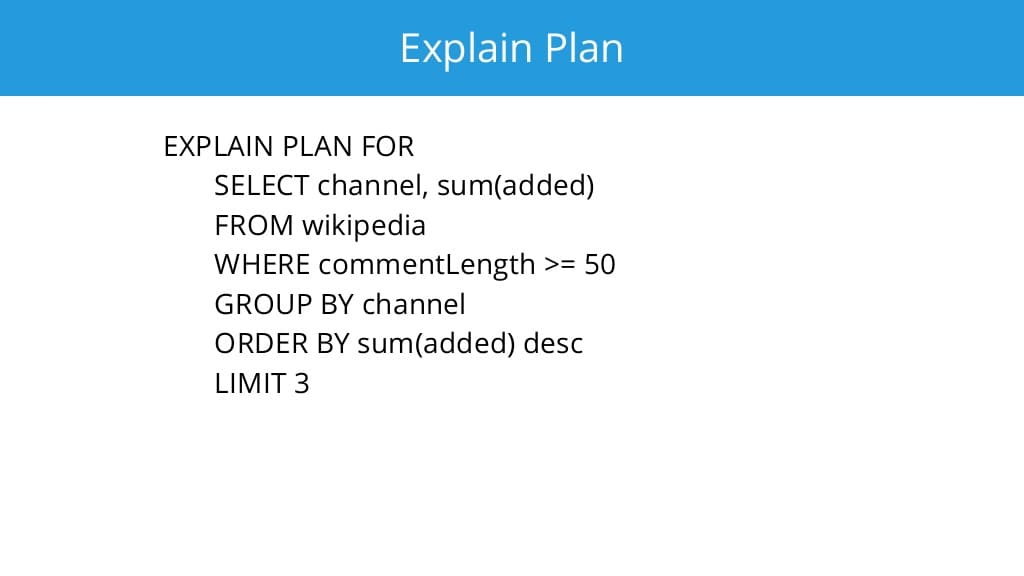 Explain Plan
EXPLAIN PLAN FOR
SELECT channel, sum(added)
FROM wikipedia
WHERE commentLength >= 50
GROUP BY channel
ORDER BY sum(added) desc
LIMIT 3